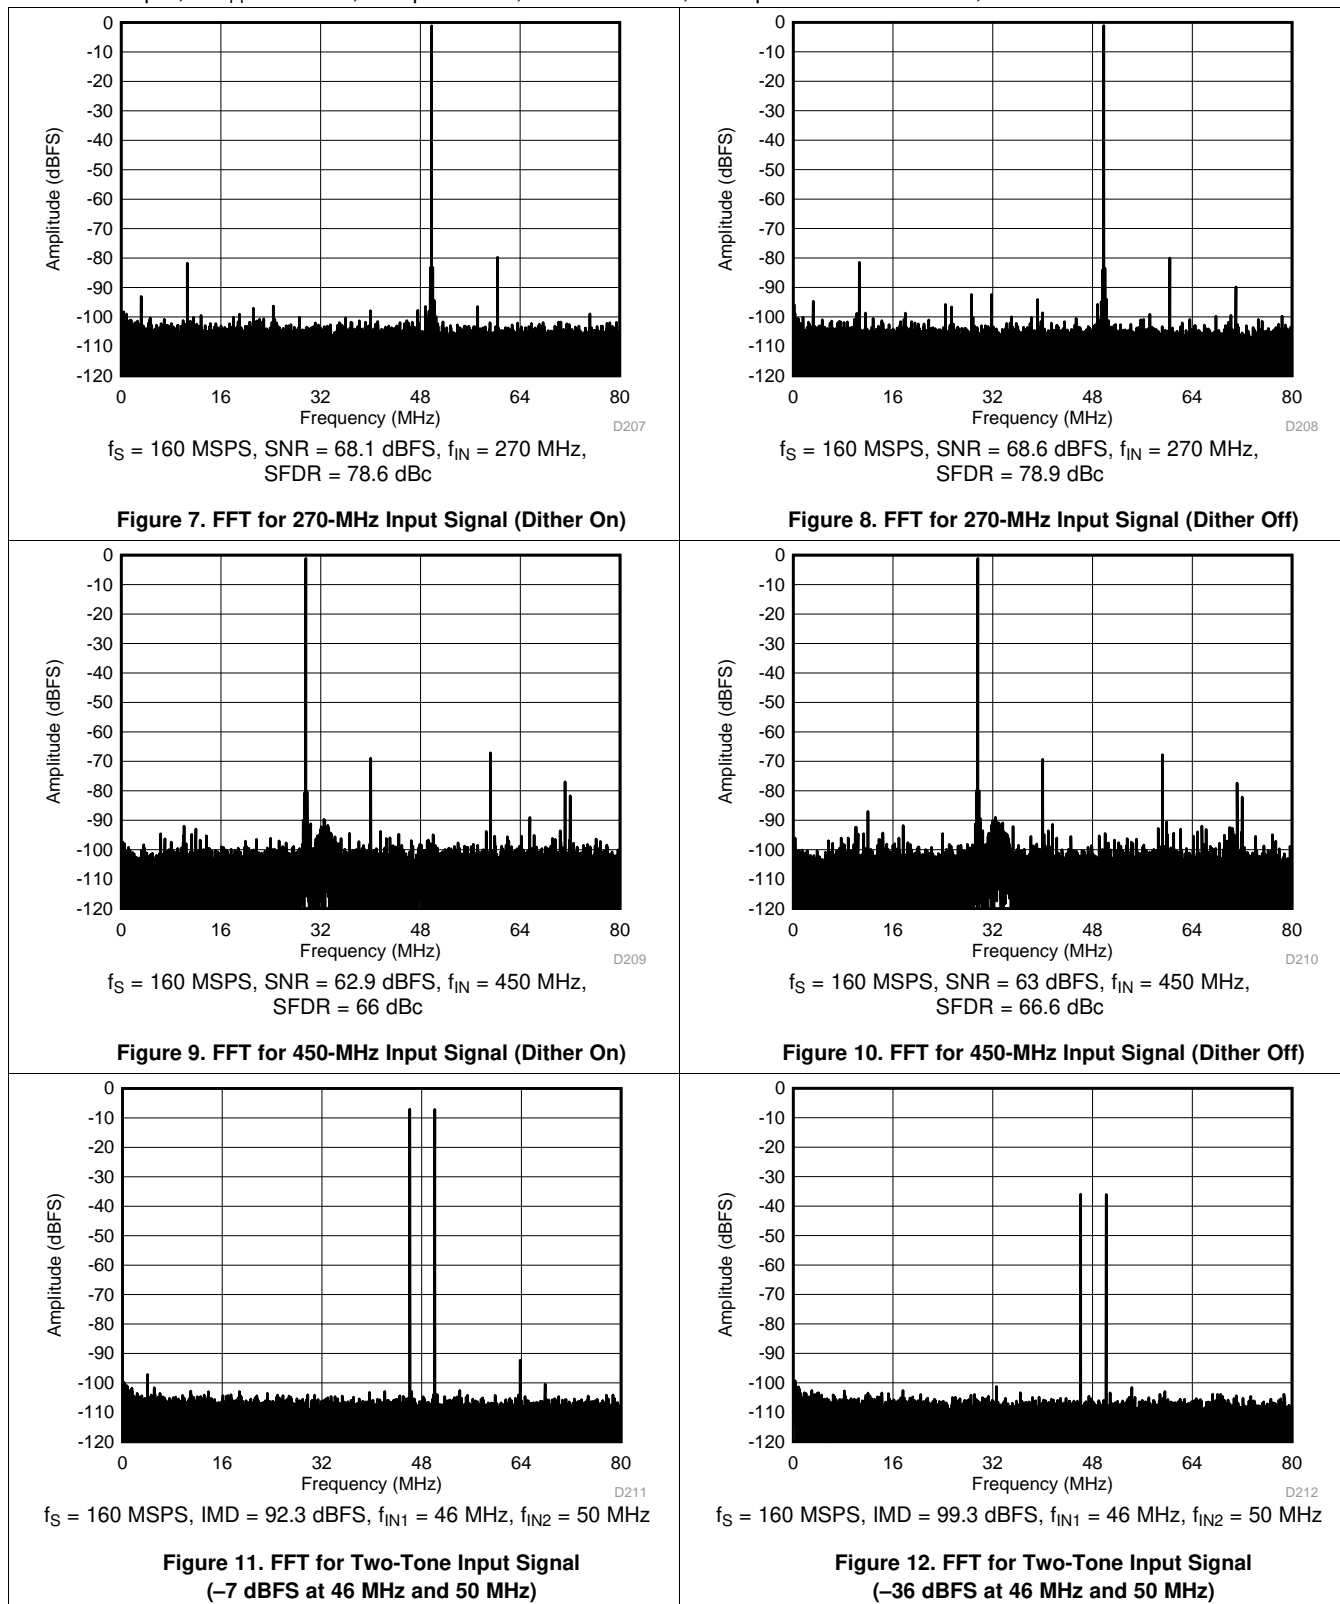 0
-10
-20
-30
-40
-50
-60
-70
-80
-90
-100
-110
-120
Amplitude (dBFS)
0 16 32 48 64 80
Frequency (MHz)
D207
fS = 160 MSPS, SNR = 68.1 dBFS, fIN = 270 MHz,
SFDR = 78.6 dBc
Figure 7. FFT for 270-MHz Input Signal (Dither On)
0
-10
-20
-30
-40
-50
-60
-70
-80
-90
-100
-110
-120
Amplitude (dBFS)
0 16 32 48 64 80
Frequency (MHz)
D208
fS = 160 MSPS, SNR = 68.6 dBFS, fIN = 270 MHz,
SFDR = 78.9 dBc
Figure 8. FFT for 270-MHz Input Signal (Dither Off)
0
-10
-20
-30
-40
-50
-60
-70
-80
-90
-100
-110
-120
Amplitude (dBFS)
0 16 32 48 64 80
Frequency (MHz)
D209
fS = 160 MSPS, SNR = 62.9 dBFS, fIN = 450 MHz,
SFDR = 66 dBc
Figure 9. FFT for 450-MHz Input Signal (Dither On)
0
-10
-20
-30
-40
-50
-60
-70
-80
-90
-100
-110
-120
Amplitude (dBFS)
0 16 32 48 64 80
Frequency (MHz)
D210
fS = 160 MSPS, SNR = 63 dBFS, fIN = 450 MHz,
SFDR = 66.6 dBc
Figure 10. FFT for 450-MHz Input Signal (Dither Off)
0
-10
-20
-30
-40
-50
-60
-70
-80
-90
-100
-110
-120
Amplitude (dBFS)
0 16 32 48 64 80
Frequency (MHz)
D211
fS = 160 MSPS, IMD = 92.3 dBFS, fIN1 = 46 MHz, fIN2 = 50 MHz
Figure 11. FFT for Two-Tone Input Signal
(–7 dBFS at 46 MHz and 50 MHz)
0
-10
-20
-30
-40
-50
-60
-70
-80
-90
-100
-110
-120
Amplitude (dBFS)
0 16 32 48 64 80
Frequency (MHz)
D212
fS = 160 MSPS, IMD = 99.3 dBFS, fIN1 = 46 MHz, fIN2 = 50 MHz
Figure 12. FFT for Two-Tone Input Signal
(–36 dBFS at 46 MHz and 50 MHz)